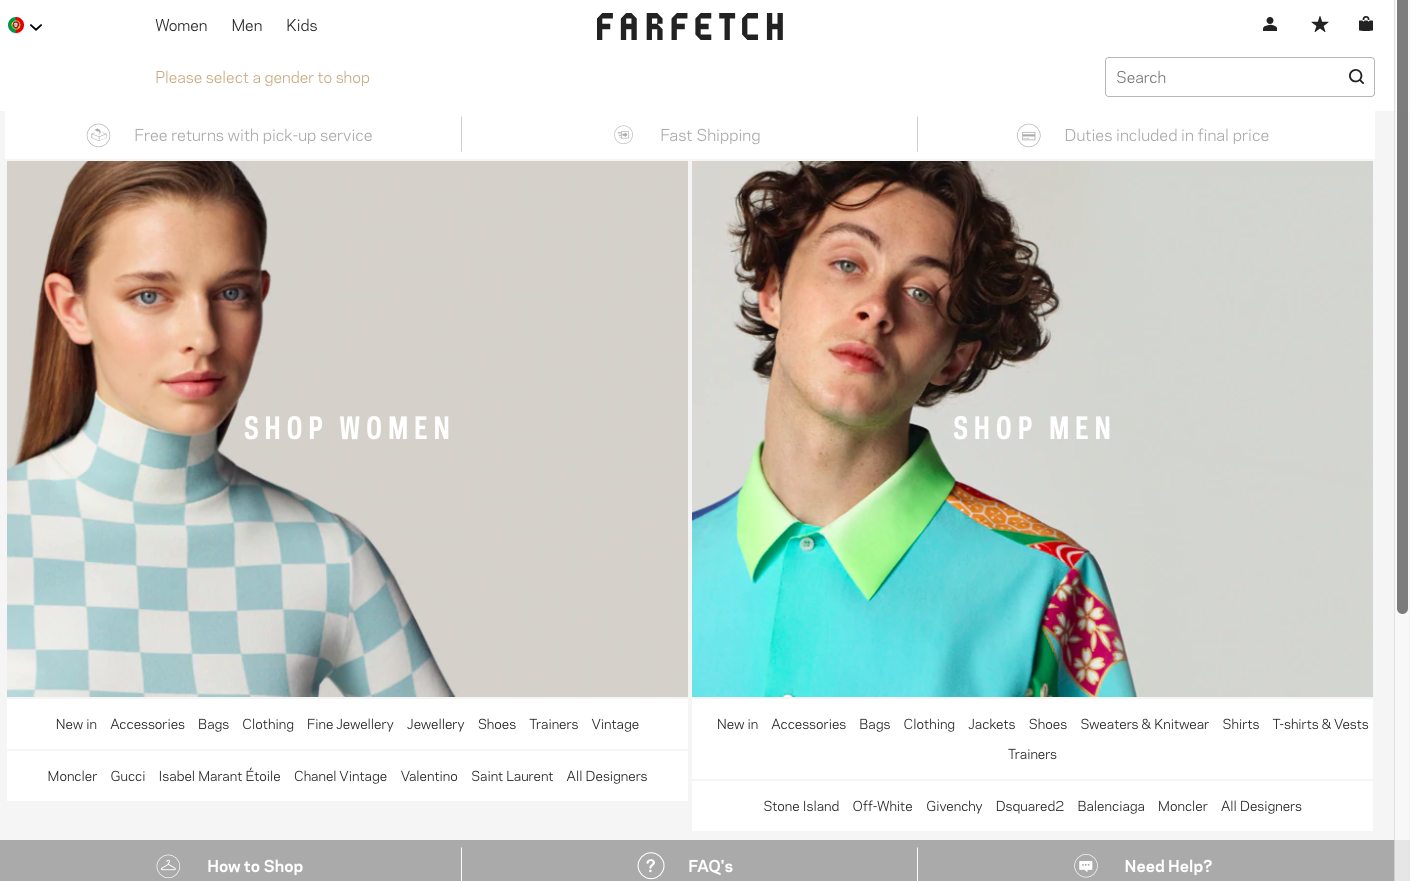 Women Men Kids
FARFETCH
Please select a gender to shop
Search
Free returns with pick-up service
Fast Shipping
Duties included in final price
SHOP WOMEN
SHOP MEN
New in Accessories Bags Clothing Fine Jewellery Jewellery Shoes Trainers Vintage
Moncler Gucci Isabel Marant Étoile Chanel Vintage Valentino Saint Laurent All Designers
New in Accessories Bags Clothing Jackets Shoes Sweaters & Knitwear Shirts T-shirts & Vests
Trainers
Stone Island Off-White Givenchy Dsquared2 Balenciaga Moncler All Designers
How to Shop
FAQ's
Need Help?